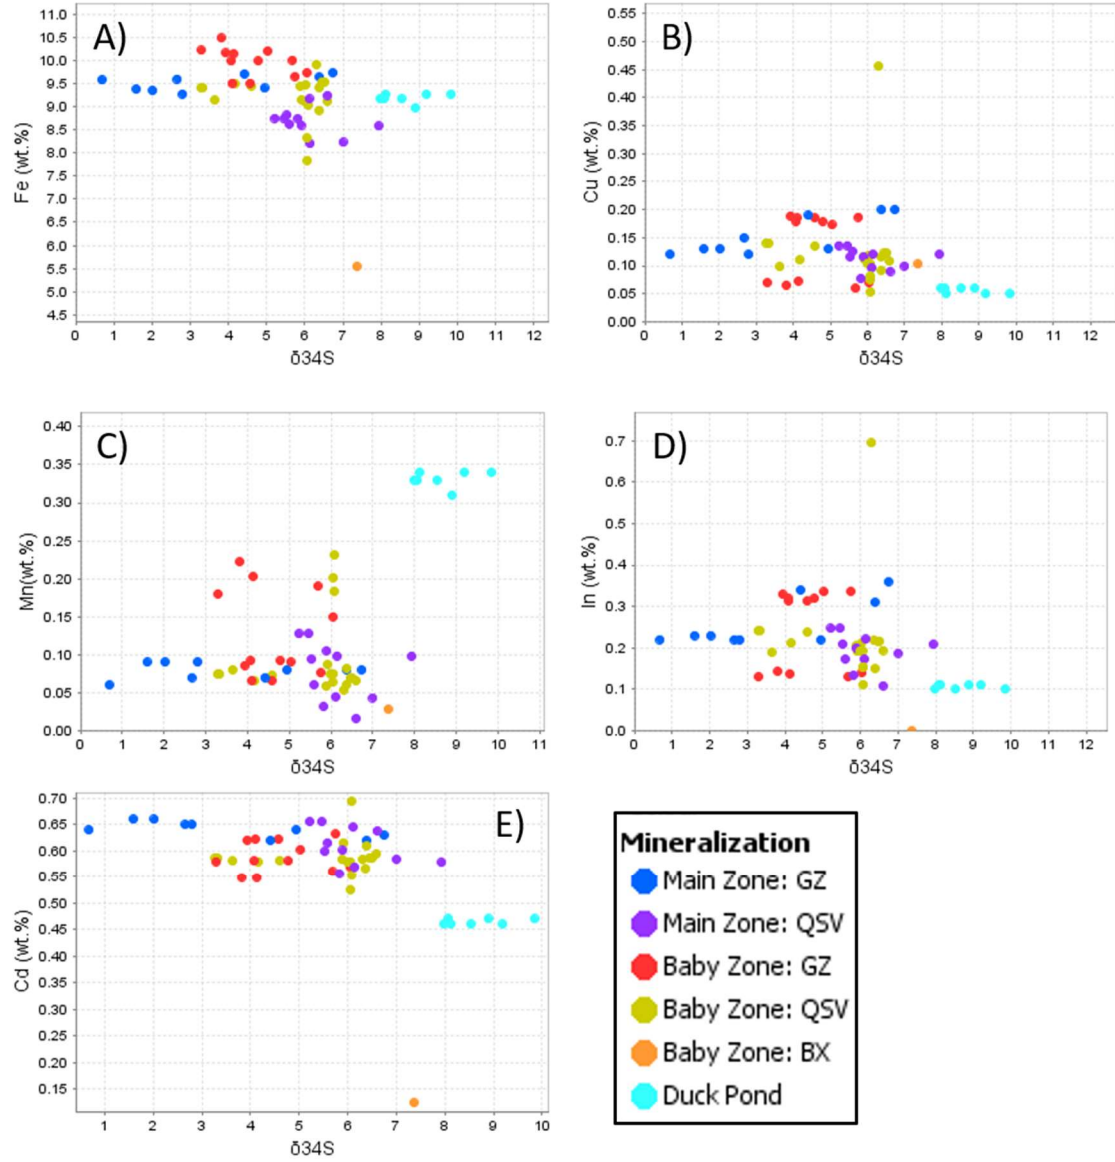 A)
11.0
10.5
10.0
9.5
9.0
8.5
8.0
7.5
7.0
6.5
6.0
5.5
5.0
4.5
Fe (wt.%)
0 1 2 3 4 5 6 7 8 9 10 11 12
δ34S
B)
0.55
0.50
0.45
0.40
0.35
0.30
0.25
0.20
0.15
0.10
0.05
0.00
Cu (wt.%)
0 1 2 3 4 5 6 7 8 9 10 11 12
δ34S
C)
0.40
0.35
0.30
0.25
0.20
0.15
0.10
0.05
0.00
Mn(wt.%)
0 1 2 3 4 5 6 7 8 9 10 11
δ34S
D)
0.7
0.6
0.5
0.4
0.3
0.2
0.1
0.0
In (wt.%)
0 1 2 3 4 5 6 7 8 9 10 11 12
δ34S
E)
0.70
0.65
0.60
0.55
0.50
0.45
0.40
0.35
0.30
0.25
0.20
0.15
Cd (wt.%)
1 2 3 4 5 6 7 8 9 10
δ34S
Mineralization
Main Zone: GZ
Main Zone: QSV
Baby Zone: GZ
Baby Zone: QSV
Baby Zone: BX
Duck Pond